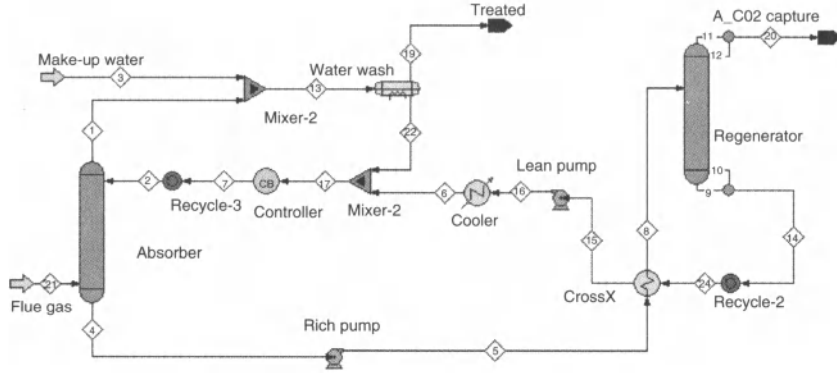 Treated
A_C02 capture
19
11
20
12
Make-up water
3
Water wash
13
Mixer-2
1
22
Regenerator
Lean pump
2
7
CB
17
6
16
10
9
Recycle-3
Controller
Mixer-2
Cooler
Absorber
15
8
14
21
CrossX
24
Flue gas
Recycle-2
4
Rich pump
5